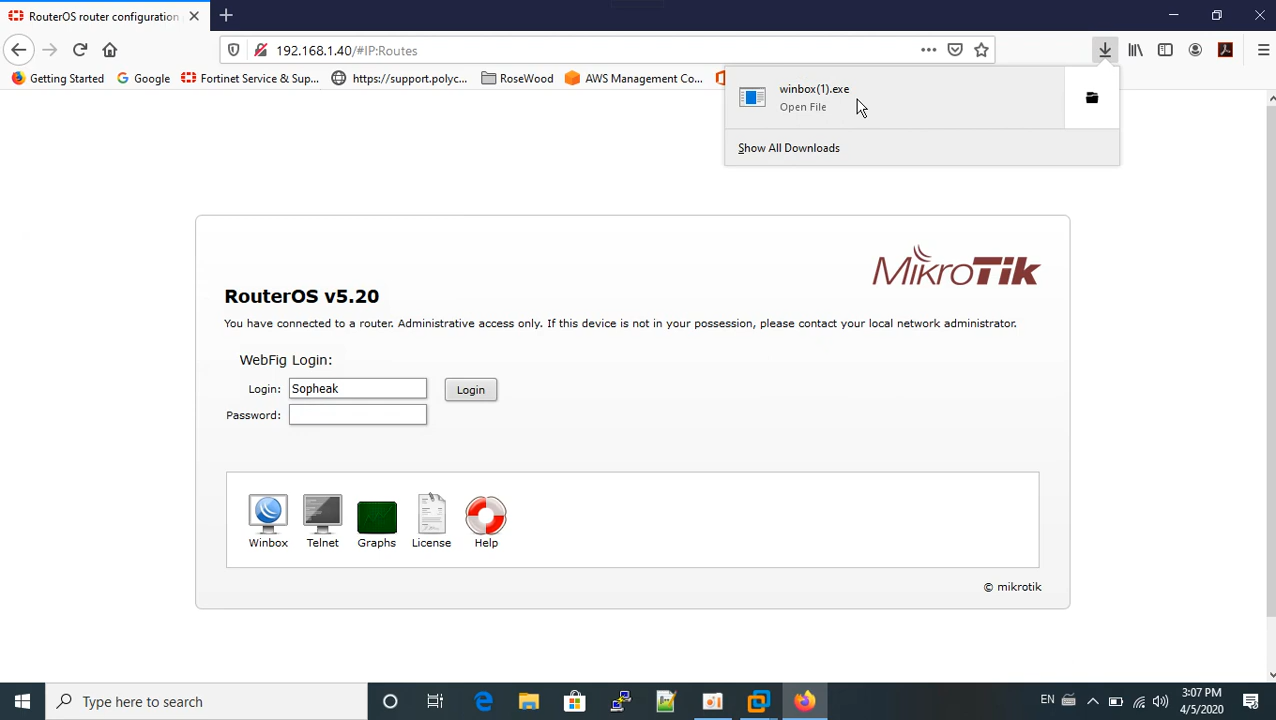 RouterOS router configuration
192.168.1.40/#IP:Routes
Getting Started
Google
Fortinet Service & Sup...
https://support.polyc...
RoseWood
AWS Management Co...
winbox(1).exe
Open File
Show All Downloads
MikroTik
RouterOS v5.20
You have connected to a router. Administrative access only. If this device is not in your possession, please contact your local network administrator.
WebFig Login:
Login:
Sopheak
Login
Password:
Winbox
Telnet
Graphs
License
Help
© mikrotik
Type here to search
EN
3:07 PM
4/5/2020